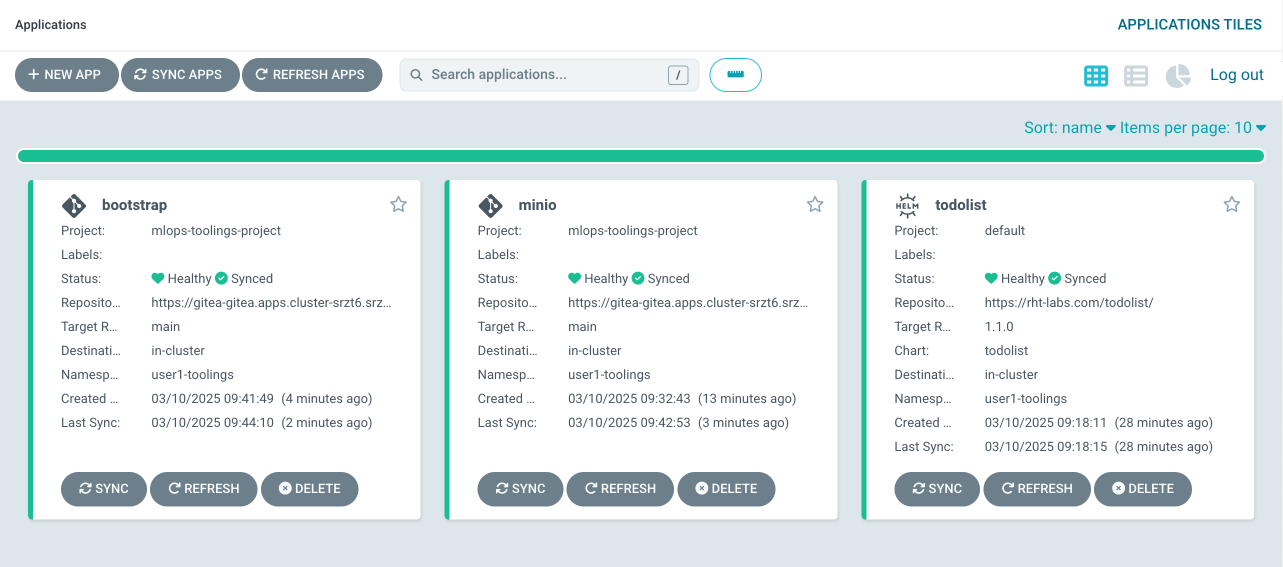 Applications
APPLICATIONS TILES
NEW APP SYNC APPS REFRESH APPS Search applications... / Log out
Sort: name Items per page: 10
bootstrap
Project: mlops-toolings-project
Labels:
Status: Healthy Synced
Reposito... https://gitea-gitea.apps.cluster-srzt6.srz...
Target R... main
Destinati... in-cluster
Namesp... user1-toolings
Created ... 03/10/2025 09:41:49 (4 minutes ago)
Last Sync: 03/10/2025 09:44:10 (2 minutes ago)
SYNC REFRESH DELETE
minio
Project: mlops-toolings-project
Labels:
Status: Healthy Synced
Reposito... https://gitea-gitea.apps.cluster-srzt6.srz...
Target R... main
Destinati... in-cluster
Namesp... user1-toolings
Created ... 03/10/2025 09:32:43 (13 minutes ago)
Last Sync: 03/10/2025 09:42:53 (3 minutes ago)
SYNC REFRESH DELETE
HELM todolist
Project: default
Labels:
Status: Healthy Synced
Reposito... https://rht-labs.com/todolist/
Target R... 1.1.0
Chart: todolist
Destinati... in-cluster
Namesp... user1-toolings
Created ... 03/10/2025 09:18:11 (28 minutes ago)
Last Sync: 03/10/2025 09:18:15 (28 minutes ago)
SYNC REFRESH DELETE